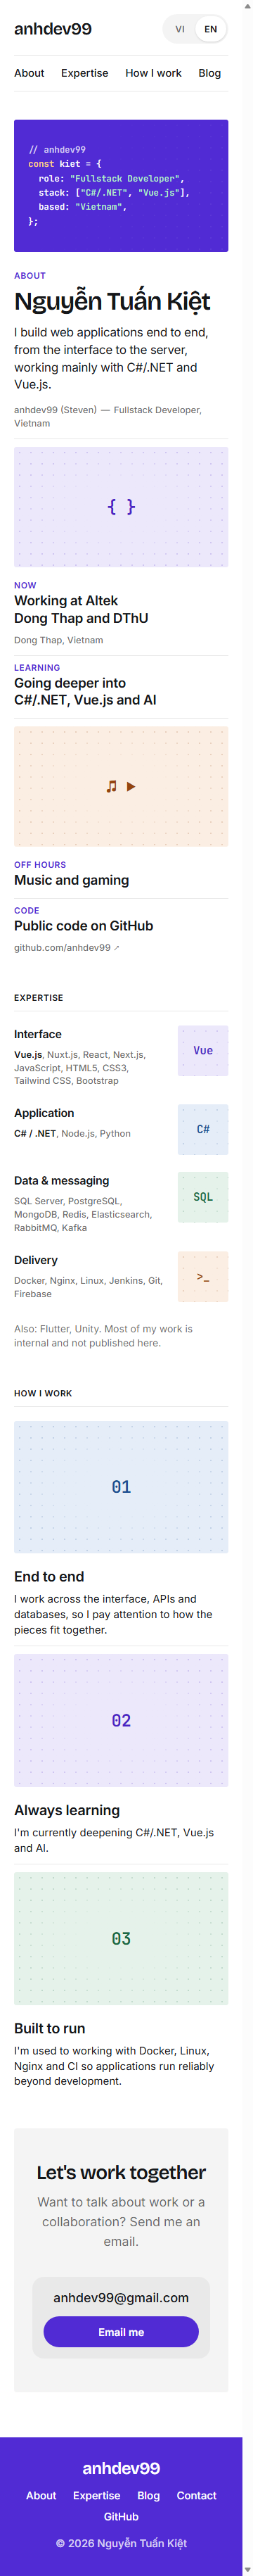 anhdev99
VI EN
About Expertise How I work Blog
// anhdev99
const kiet = {
role: "Fullstack Developer",
stack: ["C#/.NET", "Vue.js"],
based: "Vietnam",
};
ABOUT
Nguyễn Tuấn Kiệt
I build web applications end to end,
from the interface to the server,
working mainly with C#/.NET and
Vue.js.
anhdev99 (Steven) — Fullstack Developer,
Vietnam
{ }
NOW
Working at Altek
Dong Thap and DThU
Dong Thap, Vietnam
LEARNING
Going deeper into
C#/.NET, Vue.js and AI
♫ ▶
OFF HOURS
Music and gaming
CODE
Public code on GitHub
github.com/anhdev99 ↗
EXPERTISE
Interface
Vue.js, Nuxt.js, React, Next.js,
JavaScript, HTML5, CSS3,
Tailwind CSS, Bootstrap
Vue
Application
C# / .NET, Node.js, Python
C#
Data & messaging
SQL Server, PostgreSQL,
MongoDB, Redis, Elasticsearch,
RabbitMQ, Kafka
SQL
Delivery
Docker, Nginx, Linux, Jenkins, Git,
Firebase
>_
Also: Flutter, Unity. Most of my work is
internal and not published here.
HOW I WORK
01
End to end
I work across the interface, APIs and
databases, so I pay attention to how the
pieces fit together.
02
Always learning
I'm currently deepening C#/.NET, Vue.js
and AI.
03
Built to run
I'm used to working with Docker, Linux,
Nginx and CI so applications run reliably
beyond development.
Let's work together
Want to talk about work or a
collaboration? Send me an
email.
anhdev99@gmail.com
Email me
anhdev99
About Expertise Blog Contact
GitHub
© 2026 Nguyễn Tuấn Kiệt